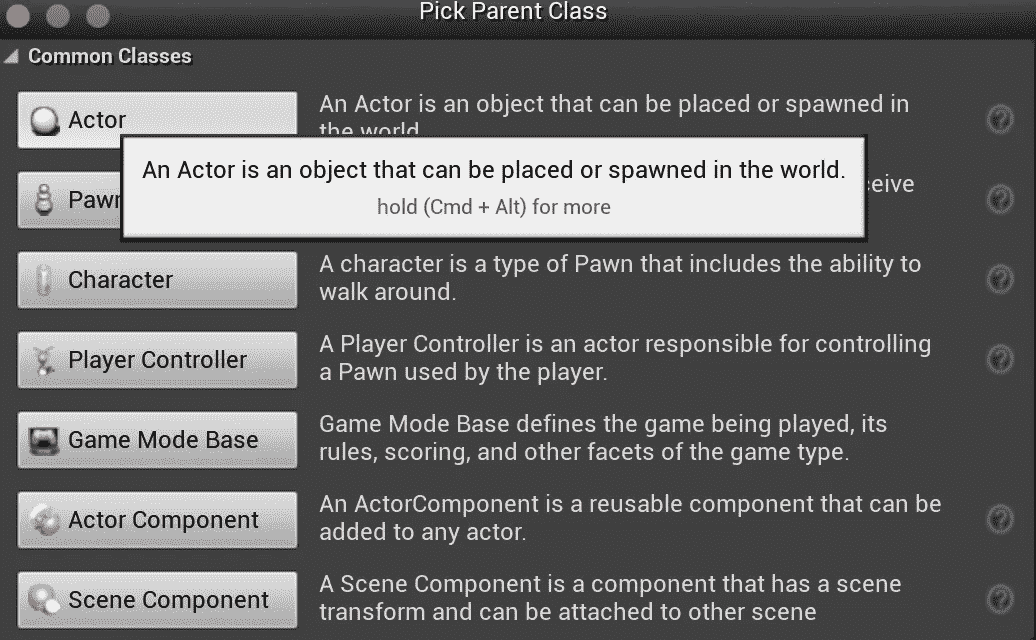 Pick Parent Class
Common Classes
Actor
An Actor is an object that can be placed or spawned in
the world.
An Actor is an object that can be placed or spawned in the world.
hold (Cmd + Alt) for more
Pawn
ceive
Character
A character is a type of Pawn that includes the ability to
walk around.
Player Controller
A Player Controller is an actor responsible for controlling
a Pawn used by the player.
Game Mode Base
Game Mode Base defines the game being played, its
rules, scoring, and other facets of the game type.
Actor Component
An ActorComponent is a reusable component that can be
added to any actor.
Scene Component
A Scene Component is a component that has a scene
transform and can be attached to other scene